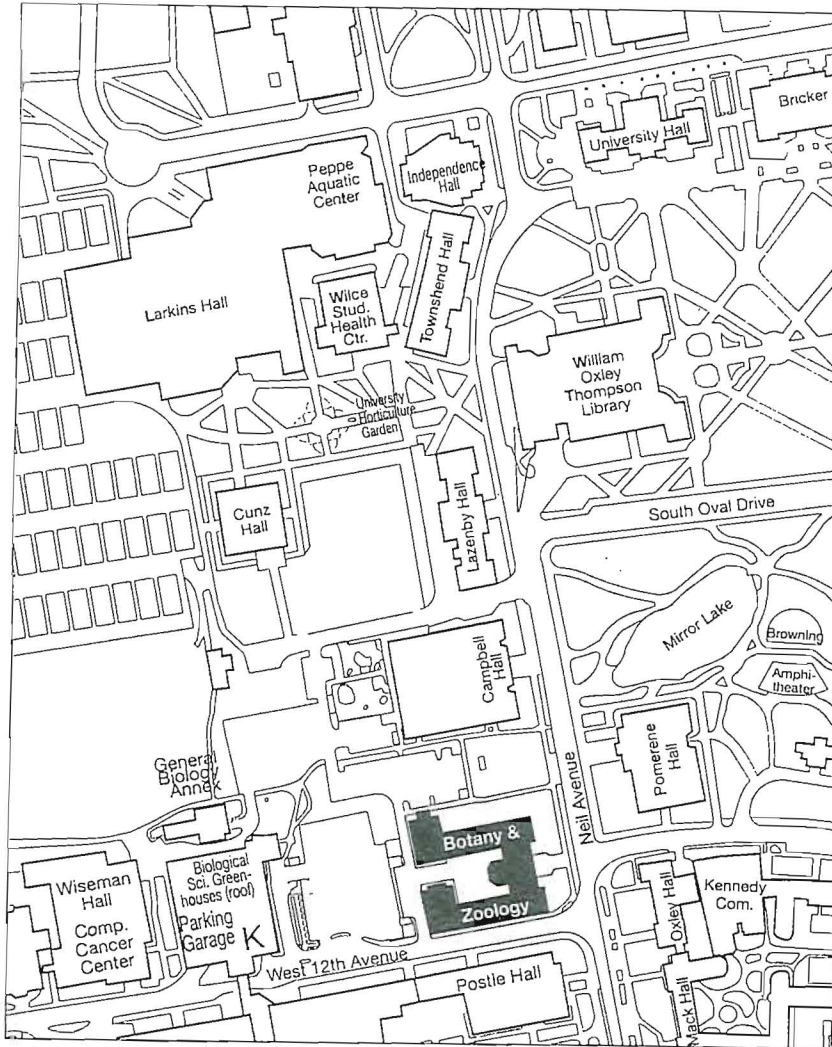 Bricker
University Hall
Peppe
Aquatic
Center
Independence
Hall
Townshend Hall
Larkins Hall
Wilce
Stud.
Health
Ctr.
William
Oxley
Thompson
Library
University
Horticulture
Garden
Cunz
Hall
Lazenby Hall
South Oval Drive
Mirror Lake
Browning
Amphi-
theater
Campbell
Hall
Pomerene
Hall
Neil Avenue
General
Biology
Annex
Botany &
Zoology
Wiseman
Hall
Comp.
Cancer
Center
Biological
Sci. Green-
houses (roof)
Parking
Garage K
Oxley Hall
Kennedy
Com.
West 12th Avenue
Postle Hall
Mack Hall